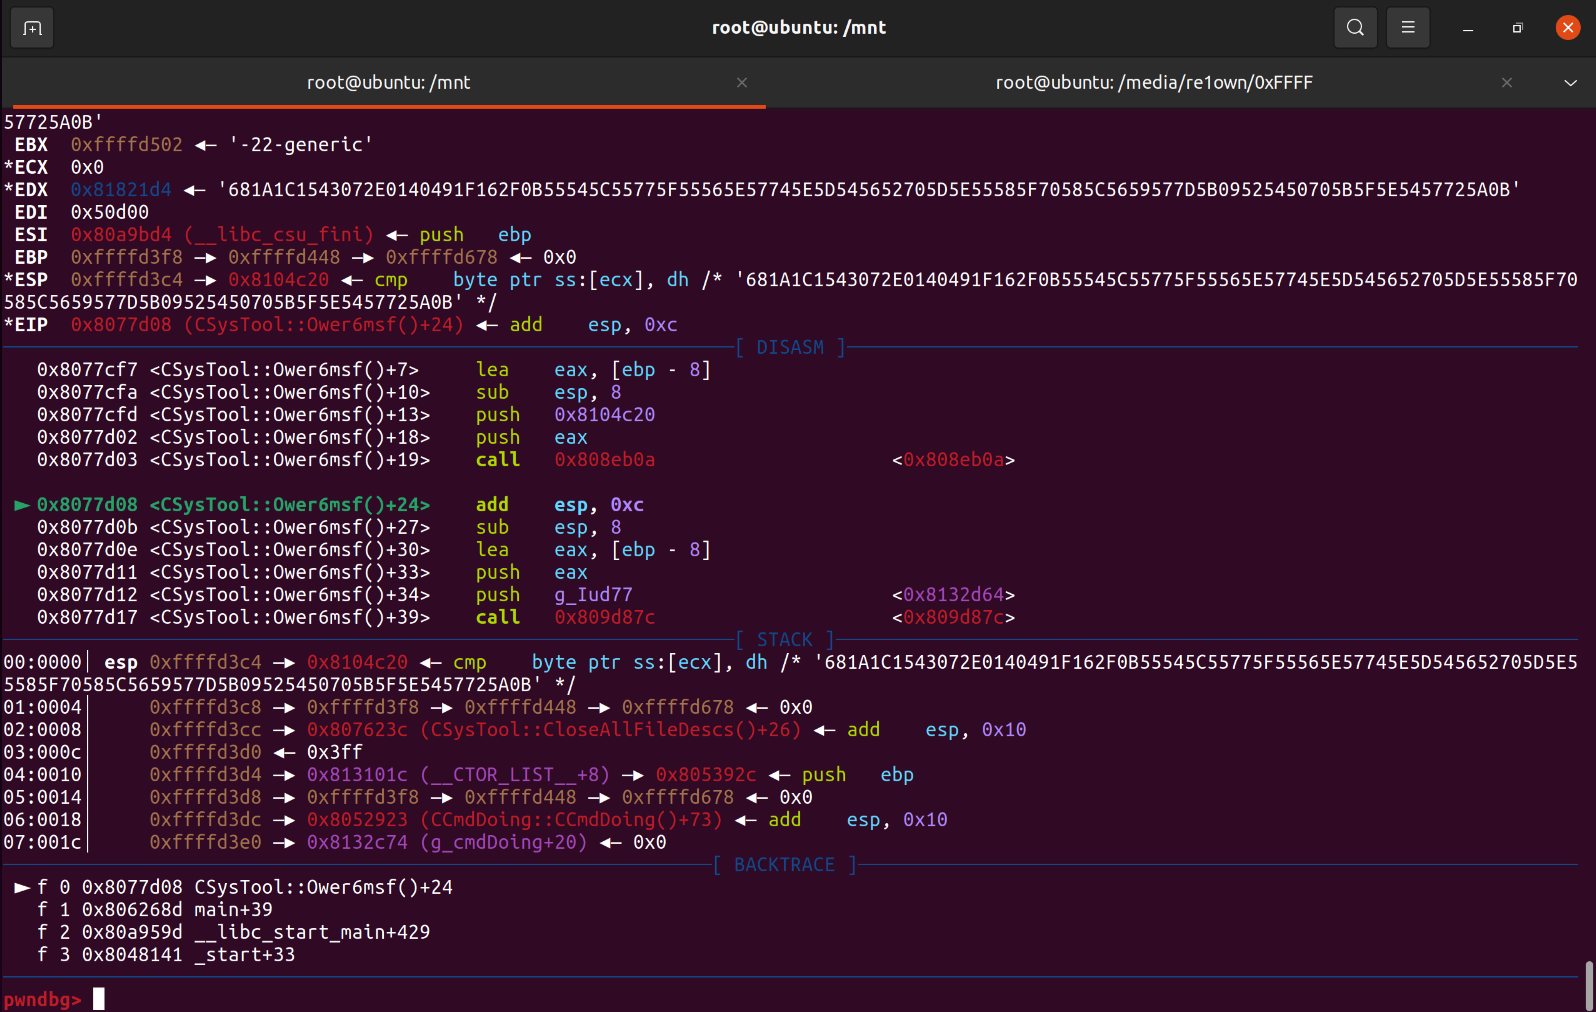 root@ubuntu: /mnt
root@ubuntu: /mnt
root@ubuntu: /media/re1own/0xFFFF
57725A0B'
EBX 0xffffd502 ◂— '-22-generic'
*ECX 0x0
*EDX 0x81821d4 ◂— '681A1C1543072E0140491F162F0B55545C55775F55565E57745E5D545652705D5E55585F70585C5659577D5B09525450705B5F5E5457725A0B'
EDI 0x50d00
ESI 0x80a9bd4 (__libc_csu_fini) ◂— push ebp
EBP 0xffffd3f8 —▸ 0xffffd448 —▸ 0xffffd678 ◂— 0x0
*ESP 0xffffd3c4 —▸ 0x8104c20 ◂— cmp byte ptr ss:[ecx], dh /* '681A1C1543072E0140491F162F0B55545C55775F55565E57745E5D545652705D5E55585F70
585C5659577D5B09525450705B5F5E5457725A0B' */
*EIP 0x8077d08 (CSysTool::Ower6msf()+24) ◂— add esp, 0xc
[ DISASM ]
0x8077cf7 <CSysTool::Ower6msf()+7> lea eax, [ebp - 8]
0x8077cfa <CSysTool::Ower6msf()+10> sub esp, 8
0x8077cfd <CSysTool::Ower6msf()+13> push 0x8104c20
0x8077d02 <CSysTool::Ower6msf()+18> push eax
0x8077d03 <CSysTool::Ower6msf()+19> call 0x808eb0a <0x808eb0a>
► 0x8077d08 <CSysTool::Ower6msf()+24> add esp, 0xc
0x8077d0b <CSysTool::Ower6msf()+27> sub esp, 8
0x8077d0e <CSysTool::Ower6msf()+30> lea eax, [ebp - 8]
0x8077d11 <CSysTool::Ower6msf()+33> push eax
0x8077d12 <CSysTool::Ower6msf()+34> push g_Iud77 <0x8132d64>
0x8077d17 <CSysTool::Ower6msf()+39> call 0x809d87c <0x809d87c>
[ STACK ]
00:0000│ esp 0xffffd3c4 —▸ 0x8104c20 ◂— cmp byte ptr ss:[ecx], dh /* '681A1C1543072E0140491F162F0B55545C55775F55565E57745E5D545652705D5E5
5585F70585C5659577D5B09525450705B5F5E5457725A0B' */
01:0004│ 0xffffd3c8 —▸ 0xffffd3f8 —▸ 0xffffd448 —▸ 0xffffd678 ◂— 0x0
02:0008│ 0xffffd3cc —▸ 0x807623c (CSysTool::CloseAllFileDescs()+26) ◂— add esp, 0x10
03:000c│ 0xffffd3d0 ◂— 0x3ff
04:0010│ 0xffffd3d4 —▸ 0x813101c (__CTOR_LIST__+8) —▸ 0x805392c ◂— push ebp
05:0014│ 0xffffd3d8 —▸ 0xffffd3f8 —▸ 0xffffd448 —▸ 0xffffd678 ◂— 0x0
06:0018│ 0xffffd3dc —▸ 0x8052923 (CCmdDoing::CCmdDoing()+73) ◂— add esp, 0x10
07:001c│ 0xffffd3e0 —▸ 0x8132c74 (g_cmdDoing+20) ◂— 0x0
[ BACKTRACE ]
► f 0 0x8077d08 CSysTool::Ower6msf()+24
f 1 0x806268d main+39
f 2 0x80a959d __libc_start_main+429
f 3 0x8048141 _start+33
pwndbg>